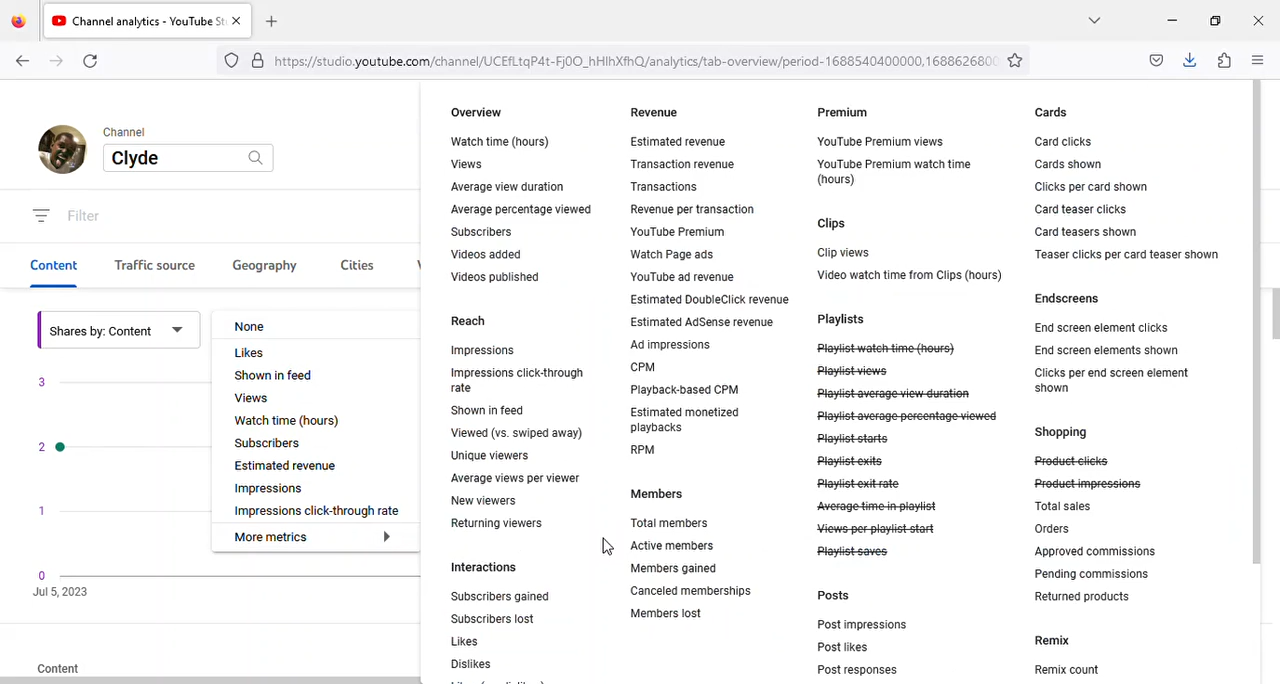 Channel analytics - YouTube St
https://studio.youtube.com/channel/UCEfLtqP4t-Fj0O_hHlhXfhQ/analytics/tab-overview/period-1688540400000,168862680
Channel
Clyde
Filter
Content
Traffic source
Geography
Cities
Shares by: Content
3
2
1
0
Jul 5, 2023
Content
None
Likes
Shown in feed
Views
Watch time (hours)
Subscribers
Estimated revenue
Impressions
Impressions click-through rate
More metrics
Overview
Watch time (hours)
Views
Average view duration
Average percentage viewed
Subscribers
Videos added
Videos published
Reach
Impressions
Impressions click-through
rate
Shown in feed
Viewed (vs. swiped away)
Unique viewers
Average views per viewer
New viewers
Returning viewers
Interactions
Subscribers gained
Subscribers lost
Likes
Dislikes
Revenue
Estimated revenue
Transaction revenue
Transactions
Revenue per transaction
YouTube Premium
Watch Page ads
YouTube ad revenue
Estimated DoubleClick revenue
Estimated AdSense revenue
Ad impressions
CPM
Playback-based CPM
Estimated monetized
playbacks
RPM
Members
Total members
Active members
Members gained
Canceled memberships
Members lost
Premium
YouTube Premium views
YouTube Premium watch time
(hours)
Clips
Clip views
Video watch time from Clips (hours)
Playlists
Playlist watch time (hours)
Playlist views
Playlist average view duration
Playlist average percentage viewed
Playlist starts
Playlist exits
Playlist exit rate
Average time in playlist
Views per playlist start
Playlist saves
Posts
Post impressions
Post likes
Post responses
Cards
Card clicks
Cards shown
Clicks per card shown
Card teaser clicks
Card teasers shown
Teaser clicks per card teaser shown
Endscreens
End screen element clicks
End screen elements shown
Clicks per end screen element
shown
Shopping
Product clicks
Product impressions
Total sales
Orders
Approved commissions
Pending commissions
Returned products
Remix
Remix count